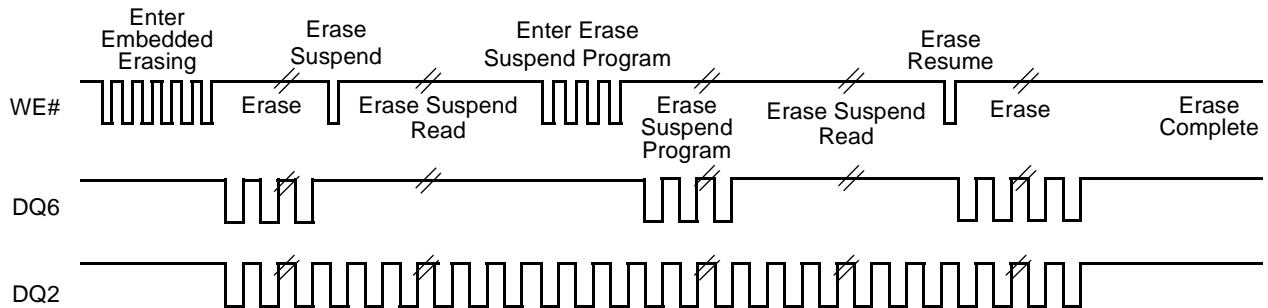 Enter
Embedded
Erasing
Erase
Suspend
Enter Erase
Suspend Program
Erase
Resume
WE#
Erase
Erase Suspend
Read
Erase
Suspend
Program
Erase Suspend
Read
Erase
Erase
Complete
DQ6
DQ2